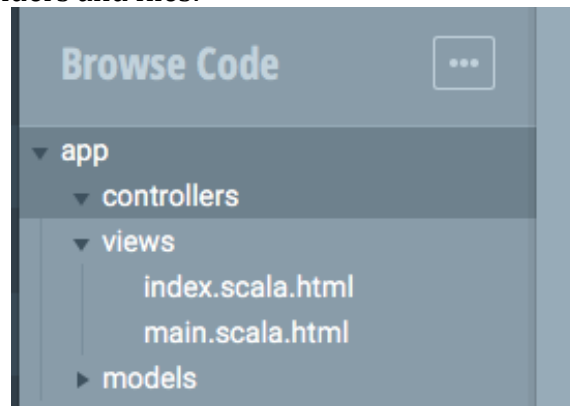 Browse Code
app
controllers
views
index.scala.html
main.scala.html
models